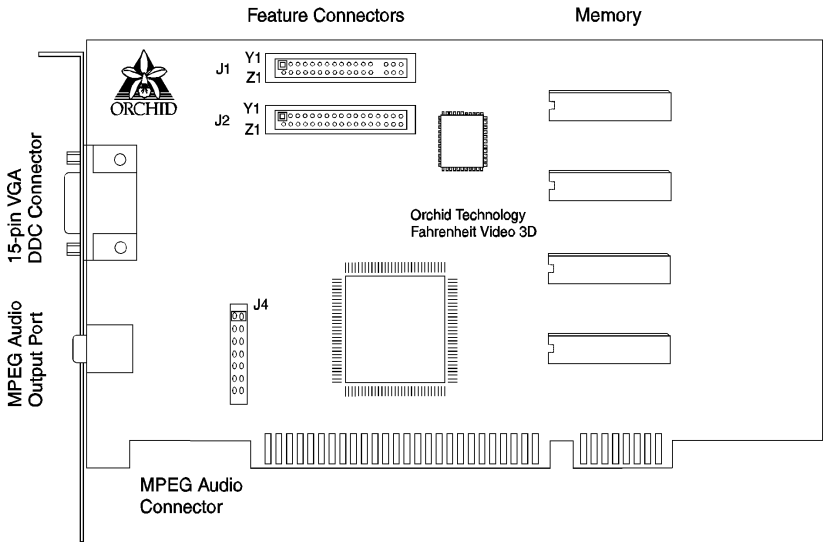 Feature Connectors
Memory
Y1
J1
Z1
ORCHID
Y1
J2
Z1
15-pin VGA
DDC Connector
Orchid Technology
Fahrenheit Video 3D
J4
MPEG Audio
Output Port
MPEG Audio
Connector